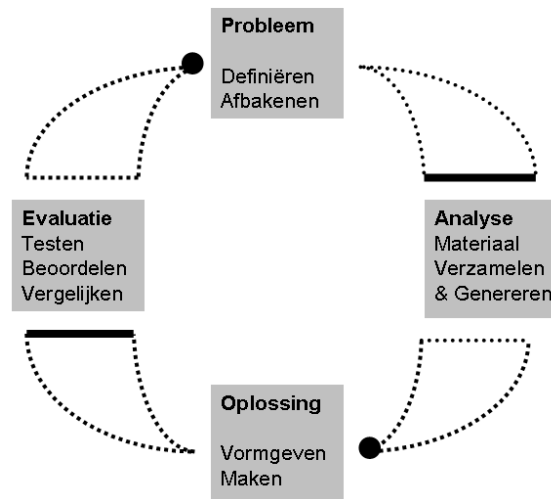 Probleem
Definiëren
Afbakenen
Evaluatie
Testen
Beoordelen
Vergelijken
Analyse
Materiaal
Verzamelen
& Genereren
Oplossing
Vormgeven
Maken